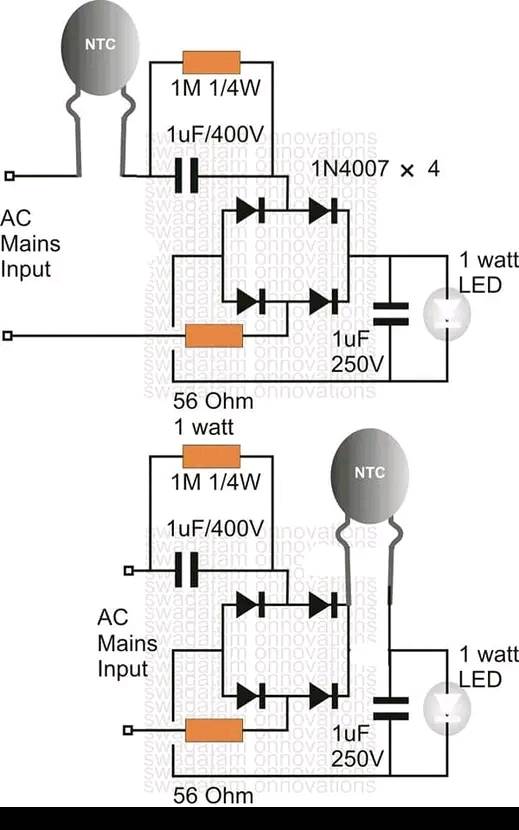 NTC
1M 1/4W
1uF/400V
1N4007 × 4
AC
Mains
Input
1 watt
LED
1uF
250V
56 Ohm
1 watt
NTC
1M 1/4W
1uF/400V
AC
Mains
Input
1 watt
LED
1uF
250V
56 Ohm
swagatam innovations